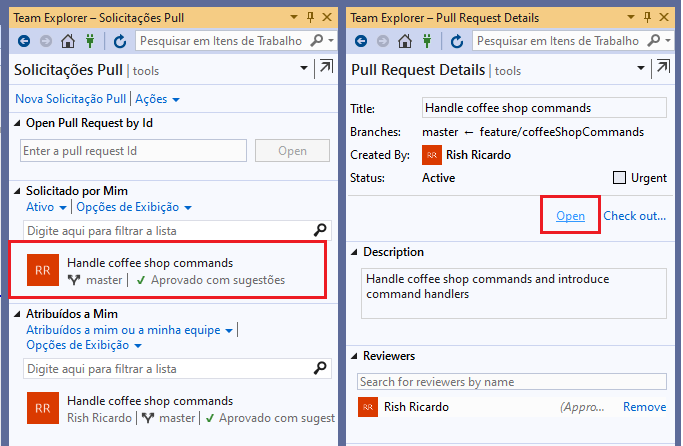 Team Explorer – Solicitações Pull
Pesquisar em Itens de Trabalho
Solicitações Pull | tools
Nova Solicitação Pull | Ações
Open Pull Request by Id
Enter a pull request Id
Open
Solicitado por Mim
Ativo | Opções de Exibição
Digite aqui para filtrar a lista
RR
Handle coffee shop commands
master | Aprovado com sugestões
Atribuídos a Mim
Atribuídos a mim ou a minha equipe |
Opções de Exibição
Digite aqui para filtrar a lista
RR
Handle coffee shop commands
Rish Ricardo | master | Aprovado com sugest
Team Explorer – Pull Request Details
Pesquisar em Itens de Trabalho
Pull Request Details | tools
Title: Handle coffee shop commands
Branches: master ← feature/coffeeShopCommands
Created By: RR Rish Ricardo
Status: Active Urgent
Open Check out...
Description
Handle coffee shop commands and introduce
command handlers
Reviewers
Search for reviewers by name
RR Rish Ricardo (Appro... Remove